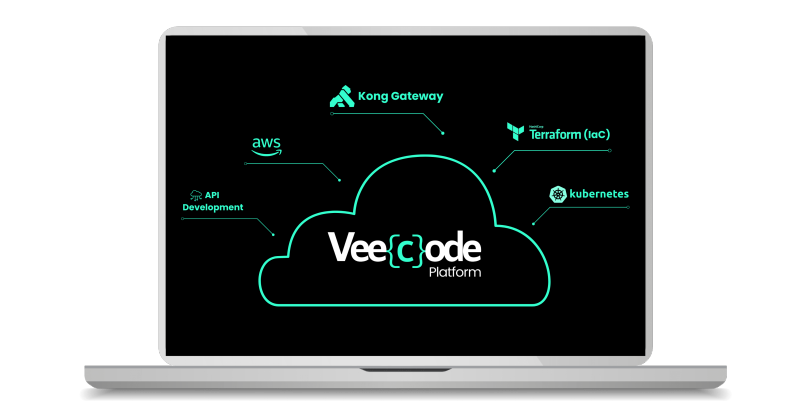 Kong Gateway
aws
Terraform (IaC)
API
Development
kubernetes
Vee{c}ode
Platform